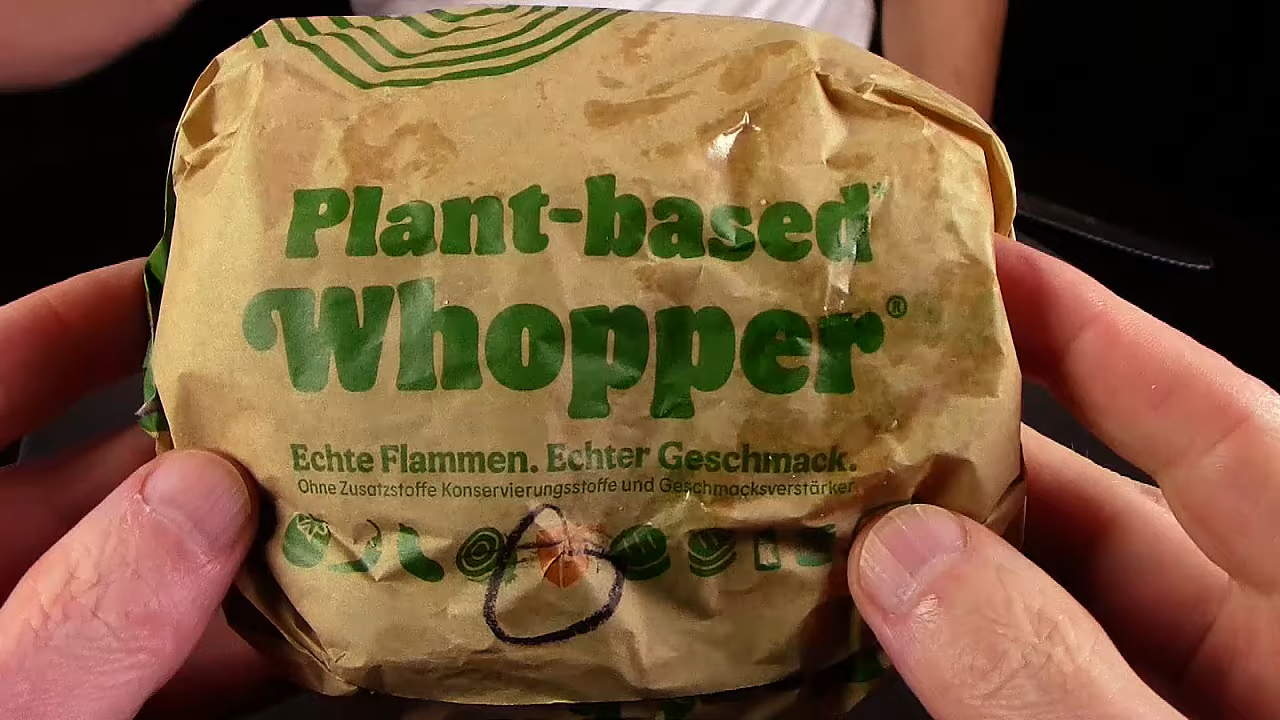 Plant-based
Whopper®
Echte Flammen. Echter Geschmack.
Ohne Zusatzstoffe Konservierungsstoffe und Geschmacksverstärker